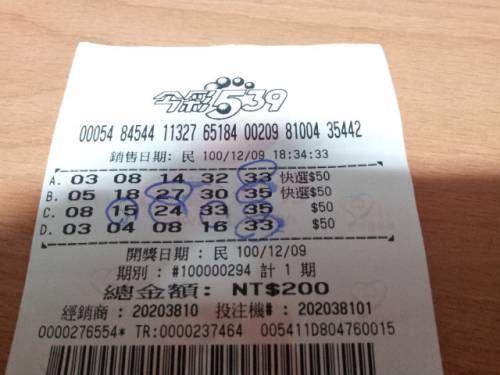 今彩539
00054 84544 11327 65184 00209 81004 35442
銷售日期: 民 100/12/09 18:34:33
A. 03 08 14 32 33 快選$50
B. 05 18 27 30 35 快選$50
C. 08 15 24 33 35 $50
D. 03 04 08 16 33 $50
開獎日期 : 民 100/12/09
期別 : #100000294 計 1 期
總金額: NT$200
經銷商 : 20203810 投注機# : 202038101
0000276554* TR:0000237464 005411D804760015